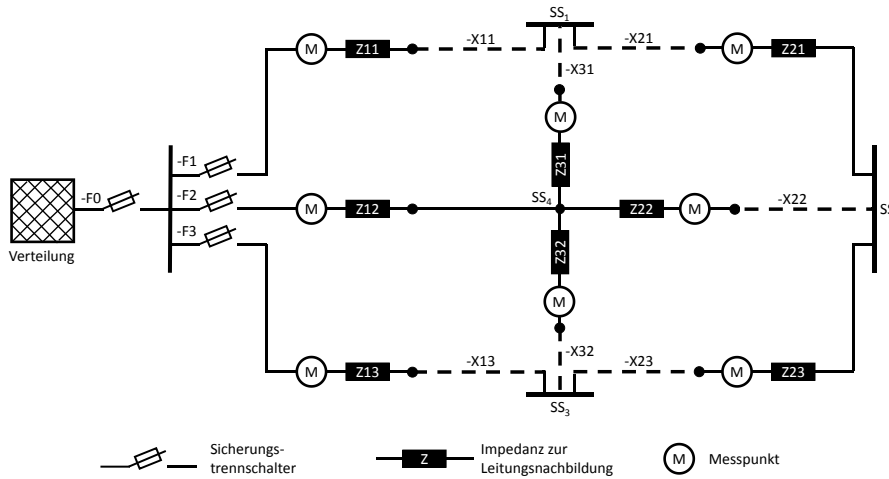 SS1
-X11
-X21
M
Z11
M
Z21
-X31
M
Z31
-F1
-F0
-F2
M
Z12
SS4
Z22
M
-X22
SS
-F3
Verteilung
Z32
M
-X32
M
Z13
-X13
-X23
M
Z23
SS3
Sicherungs-
trennschalter
Z
Impedanz zur
Leitungsnachbildung
M
Messpunkt